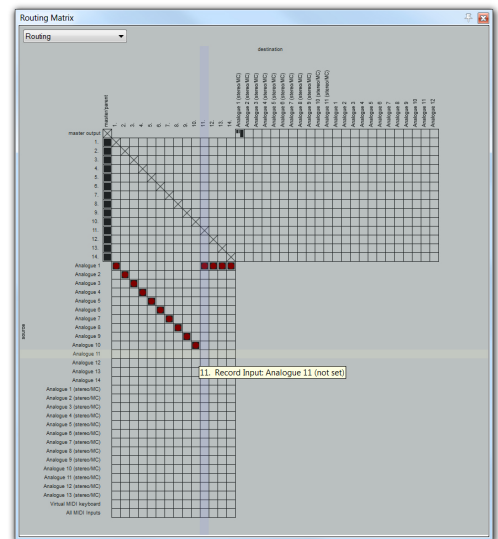 Routing Matrix
Routing
destination
master/parent
1.
2.
3.
4.
5.
6.
7.
8.
9.
10.
11.
12.
13.
14.
Analogue 1 (stereo/MC)
Analogue 2 (stereo/MC)
Analogue 3 (stereo/MC)
Analogue 4 (stereo/MC)
Analogue 5 (stereo/MC)
Analogue 6 (stereo/MC)
Analogue 7 (stereo/MC)
Analogue 8 (stereo/MC)
Analogue 9 (stereo/MC)
Analogue 10 (stereo/MC)
Analogue 11 (stereo/MC)
Analogue 1
Analogue 2
Analogue 3
Analogue 4
Analogue 5
Analogue 6
Analogue 7
Analogue 8
Analogue 9
Analogue 10
Analogue 11
Analogue 12
master output
1.
2.
3.
4.
5.
6.
7.
8.
9.
10.
11.
12.
13.
14.
source
Analogue 1
Analogue 2
Analogue 3
Analogue 4
Analogue 5
Analogue 6
Analogue 7
Analogue 8
Analogue 9
Analogue 10
Analogue 11
Analogue 12
Analogue 13
Analogue 14
11. Record Input: Analogue 11 (not set)
Analogue 1 (stereo/MC)
Analogue 2 (stereo/MC)
Analogue 3 (stereo/MC)
Analogue 4 (stereo/MC)
Analogue 5 (stereo/MC)
Analogue 6 (stereo/MC)
Analogue 7 (stereo/MC)
Analogue 8 (stereo/MC)
Analogue 9 (stereo/MC)
Analogue 10 (stereo/MC)
Analogue 11 (stereo/MC)
Analogue 12 (stereo/MC)
Analogue 13 (stereo/MC)
Virtual MIDI keyboard
All MIDI inputs